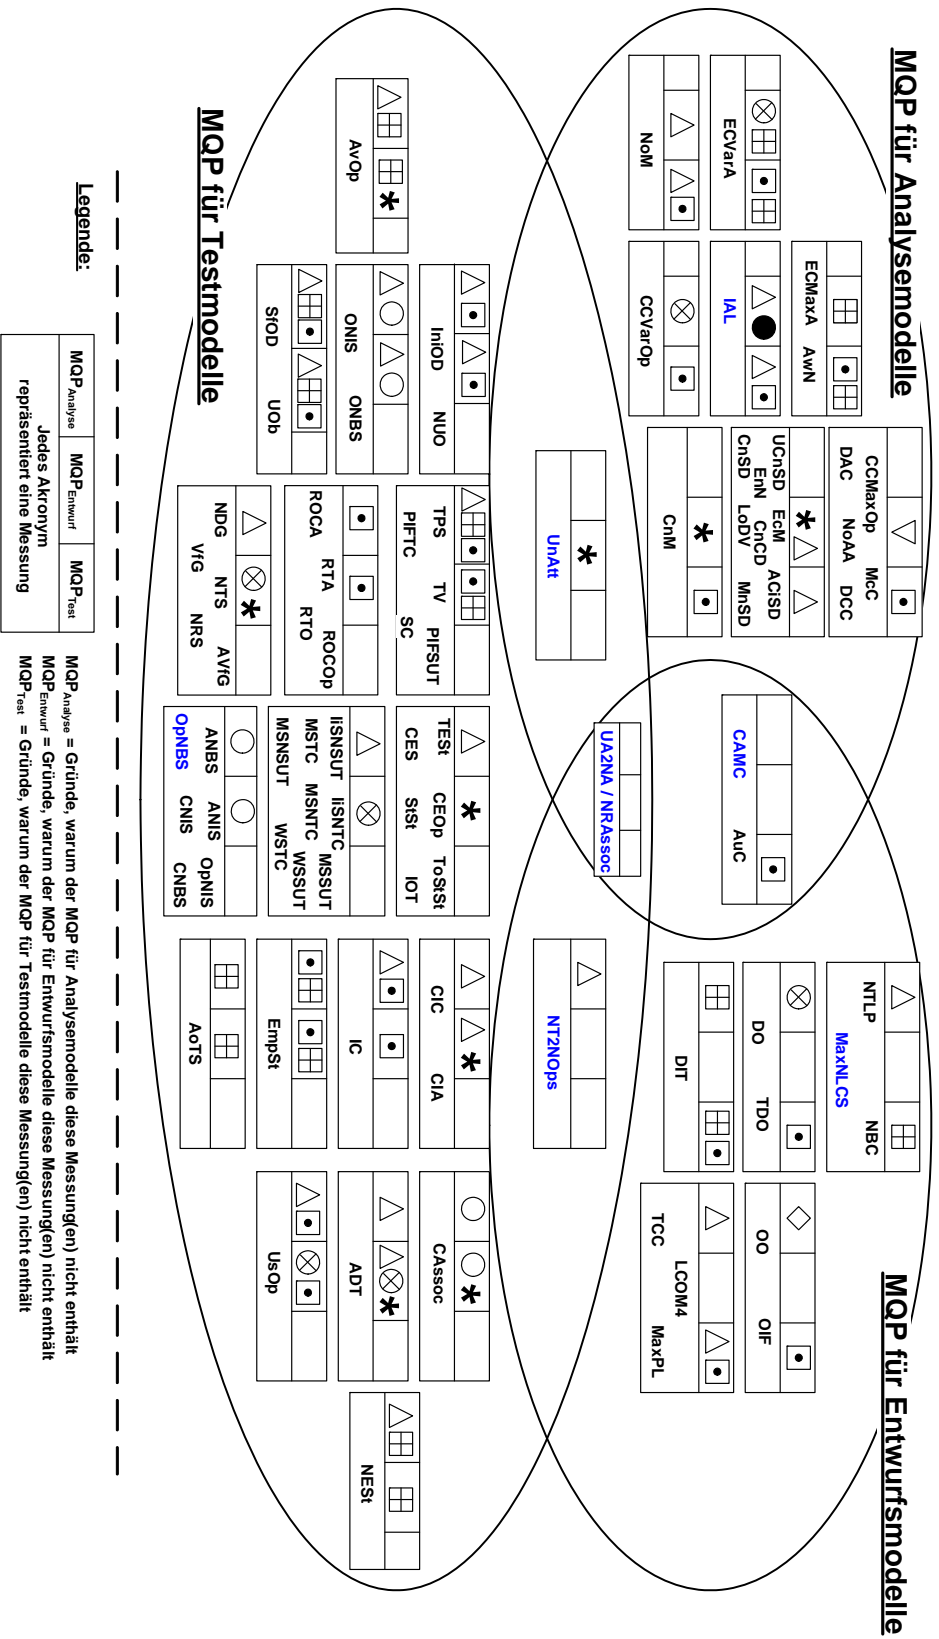 MQP für Analysemodelle
MQP für Entwurfsmodelle
CCMaxOp McC
DAC NoAA DCC
ECMaxA AwN
UCnSD EcM ACiSD
EnN CnCD
CnSD LoDV MnSD
ECVarA
IAL
NoM
CCVarOp
CnM
CAMC AuC
NTLP NBC
MaxNLCS
DO TDO
OO OIF
DIT
TCC LCOM4 MaxPL
UnAtt
UA2NA / NRAssoc
NT2NOps
AvOp
IniOD NUO
ONIS ONBS
SfOD UOb
TPS TV PIFSUT
PIFTC SC
ROCA RTA ROCOp
RTO
NDG NTS AVfG
VfG NRS
TESt CEOp ToStSt
CES StSt IOT
IiSNSUT IiSNTC MSSUT
MSTC MSNTC WSSUT
MSNSUT WSTC
ANBS ANIS OpNIS
OpNBS CNIS CNBS
CIC CIA
IC
EmpSt
AoTS
CAssoc
ADT
UsOp
NESt
MQP für Testmodelle
Legende:
MQPAnalyse MQPEntwurf MQPTest
Jedes Akronym
repräsentiert eine Messung
MQPAnalyse = Gründe, warum der MQP für Analysemodelle diese Messung(en) nicht enthält
MQPEntwurf = Gründe, warum der MQP für Entwurfsmodelle diese Messung(en) nicht enthält
MQPTest = Gründe, warum der MQP für Testmodelle diese Messung(en) nicht enthält